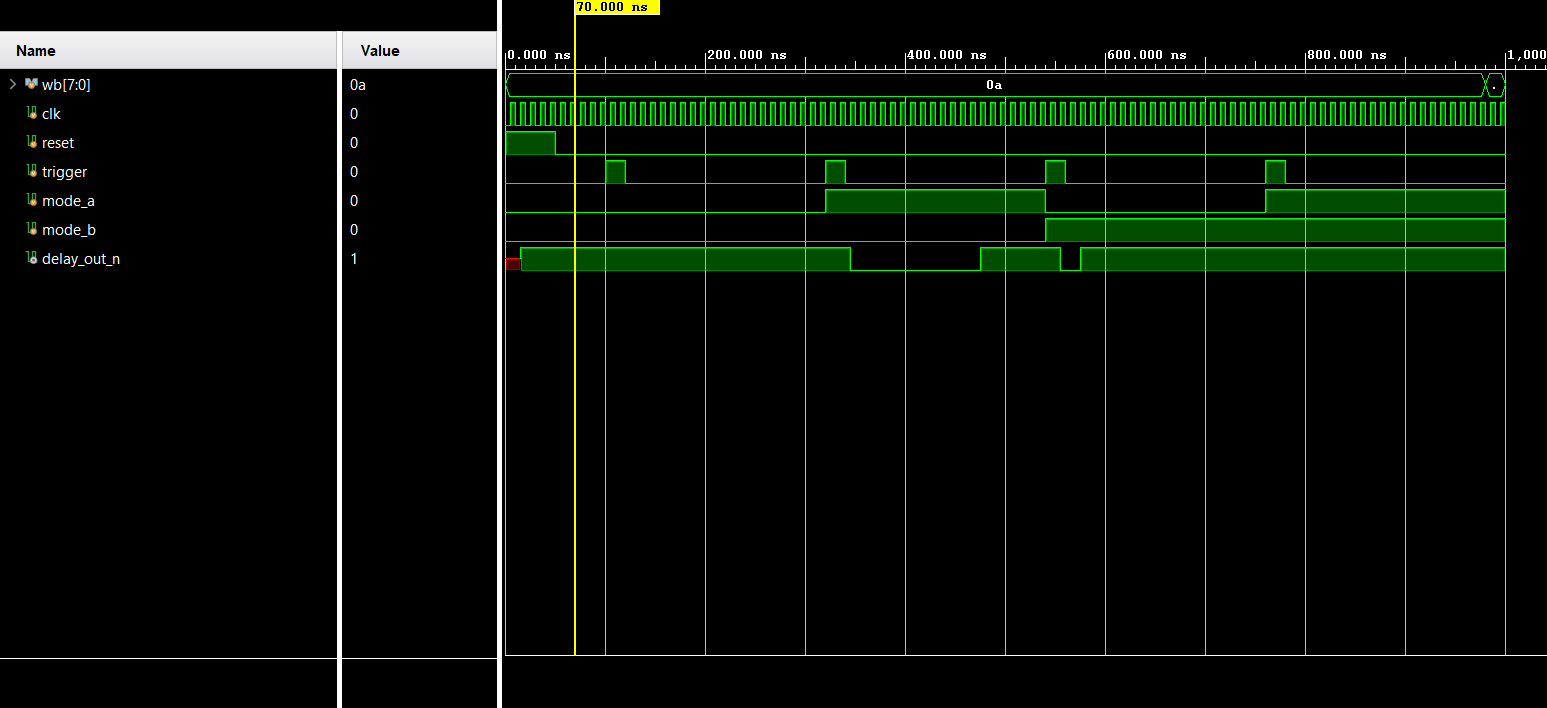 70.000 ns
Name Value
0.000 ns 200.000 ns 400.000 ns 600.000 ns 800.000 ns 1,000
wb[7:0] 0a 0a .
clk 0
reset 0
trigger 0
mode_a 0
mode_b 0
delay_out_n 1